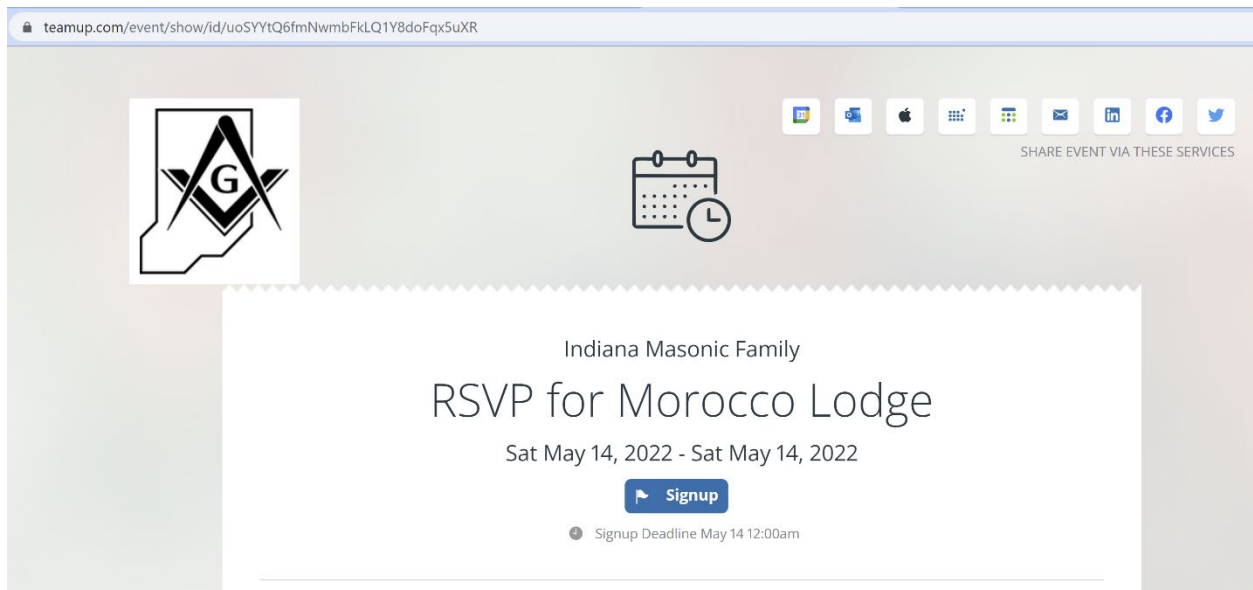 teamup.com/event/show/id/uoSYYtQ6fmNwmbFkLQ1Y8doFqx5uXR
G
31
SHARE EVENT VIA THESE SERVICES
Indiana Masonic Family
RSVP for Morocco Lodge
Sat May 14, 2022 - Sat May 14, 2022
Signup
Signup Deadline May 14 12:00am